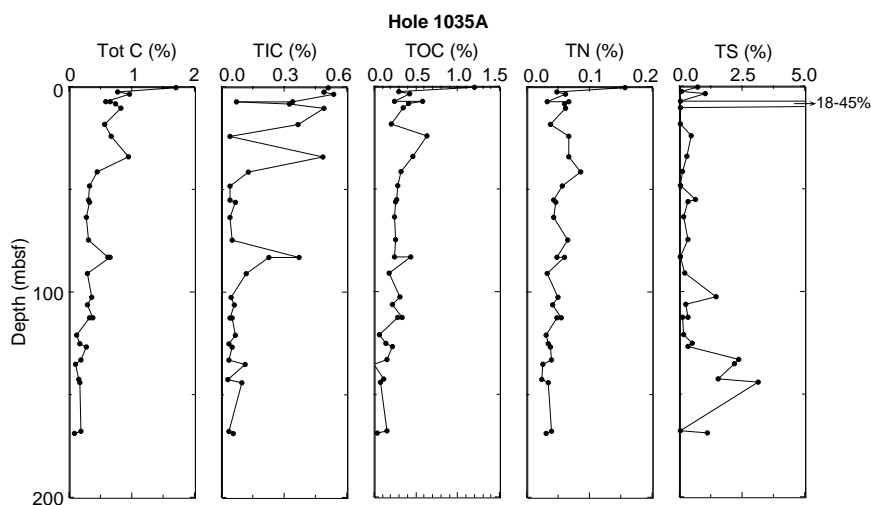 Hole 1035A
Tot C (%) TIC (%) TOC (%) TN (%) TS (%)
0 1 2 0.0 0.3 0.6 0.0 0.5 1.0 1.5 0.0 0.1 0.2 0.0 2.5 5.0
0
18-45%
100
Depth (mbsf)
200